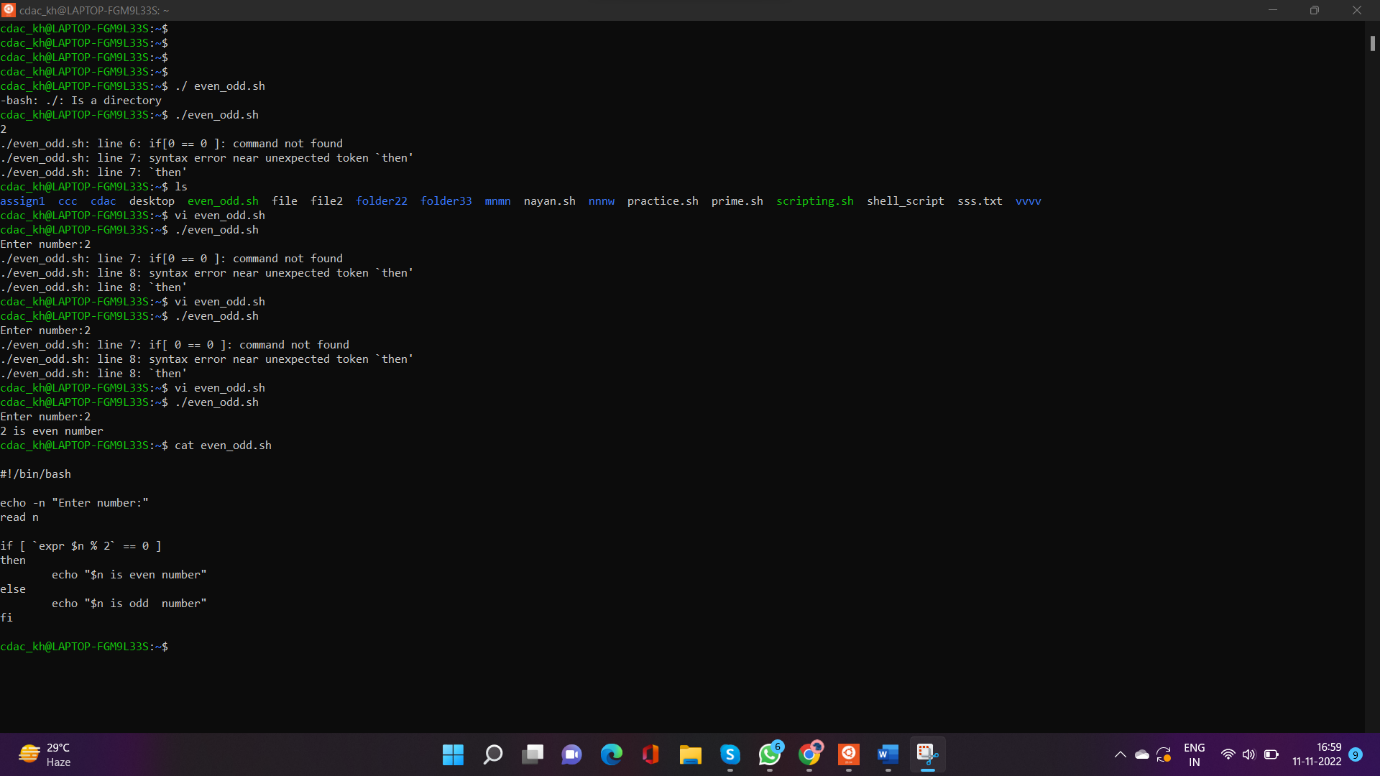 cdac_kh@LAPTOP-FGM9L33S: ~
cdac_kh@LAPTOP-FGM9L33S:~$
cdac_kh@LAPTOP-FGM9L33S:~$
cdac_kh@LAPTOP-FGM9L33S:~$
cdac_kh@LAPTOP-FGM9L33S:~$
cdac_kh@LAPTOP-FGM9L33S:~$ ./ even_odd.sh
-bash: ./: Is a directory
cdac_kh@LAPTOP-FGM9L33S:~$ ./even_odd.sh
2
./even_odd.sh: line 6: if[0 == 0 ]: command not found
./even_odd.sh: line 7: syntax error near unexpected token `then'
./even_odd.sh: line 7: `then'
cdac_kh@LAPTOP-FGM9L33S:~$ ls
assign1 ccc cdac desktop even_odd.sh file file2 folder22 folder33 mnmn nayan.sh nnnw practice.sh prime.sh scripting.sh shell_script sss.txt vvvv
cdac_kh@LAPTOP-FGM9L33S:~$ vi even_odd.sh
cdac_kh@LAPTOP-FGM9L33S:~$ ./even_odd.sh
Enter number:2
./even_odd.sh: line 7: if[0 == 0 ]: command not found
./even_odd.sh: line 8: syntax error near unexpected token `then'
./even_odd.sh: line 8: `then'
cdac_kh@LAPTOP-FGM9L33S:~$ vi even_odd.sh
cdac_kh@LAPTOP-FGM9L33S:~$ ./even_odd.sh
Enter number:2
./even_odd.sh: line 7: if[ 0 == 0 ]: command not found
./even_odd.sh: line 8: syntax error near unexpected token `then'
./even_odd.sh: line 8: `then'
cdac_kh@LAPTOP-FGM9L33S:~$ vi even_odd.sh
cdac_kh@LAPTOP-FGM9L33S:~$ ./even_odd.sh
Enter number:2
2 is even number
cdac_kh@LAPTOP-FGM9L33S:~$ cat even_odd.sh
#!/bin/bash
echo -n "Enter number:"
read n
if [ `expr $n % 2` == 0 ]
then
echo "$n is even number"
else
echo "$n is odd  number"
fi
cdac_kh@LAPTOP-FGM9L33S:~$
29°C
Haze
6
ENG
IN
16:59
11-11-2022
9